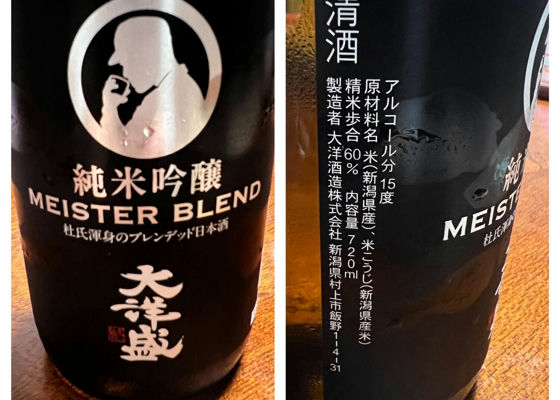 純米吟醸
MEISTER BLEND
杜氏渾身のブレンデッド日本酒
大洋盛
清酒
アルコール分 15度
原材料名 米(新潟県産)、米こうじ(新潟県産米)
精米歩合 60% 内容量 720ml
製造者 大洋酒造株式会社 新潟県村上市飯野1-4-31
純
MEIST
杜氏渾身の